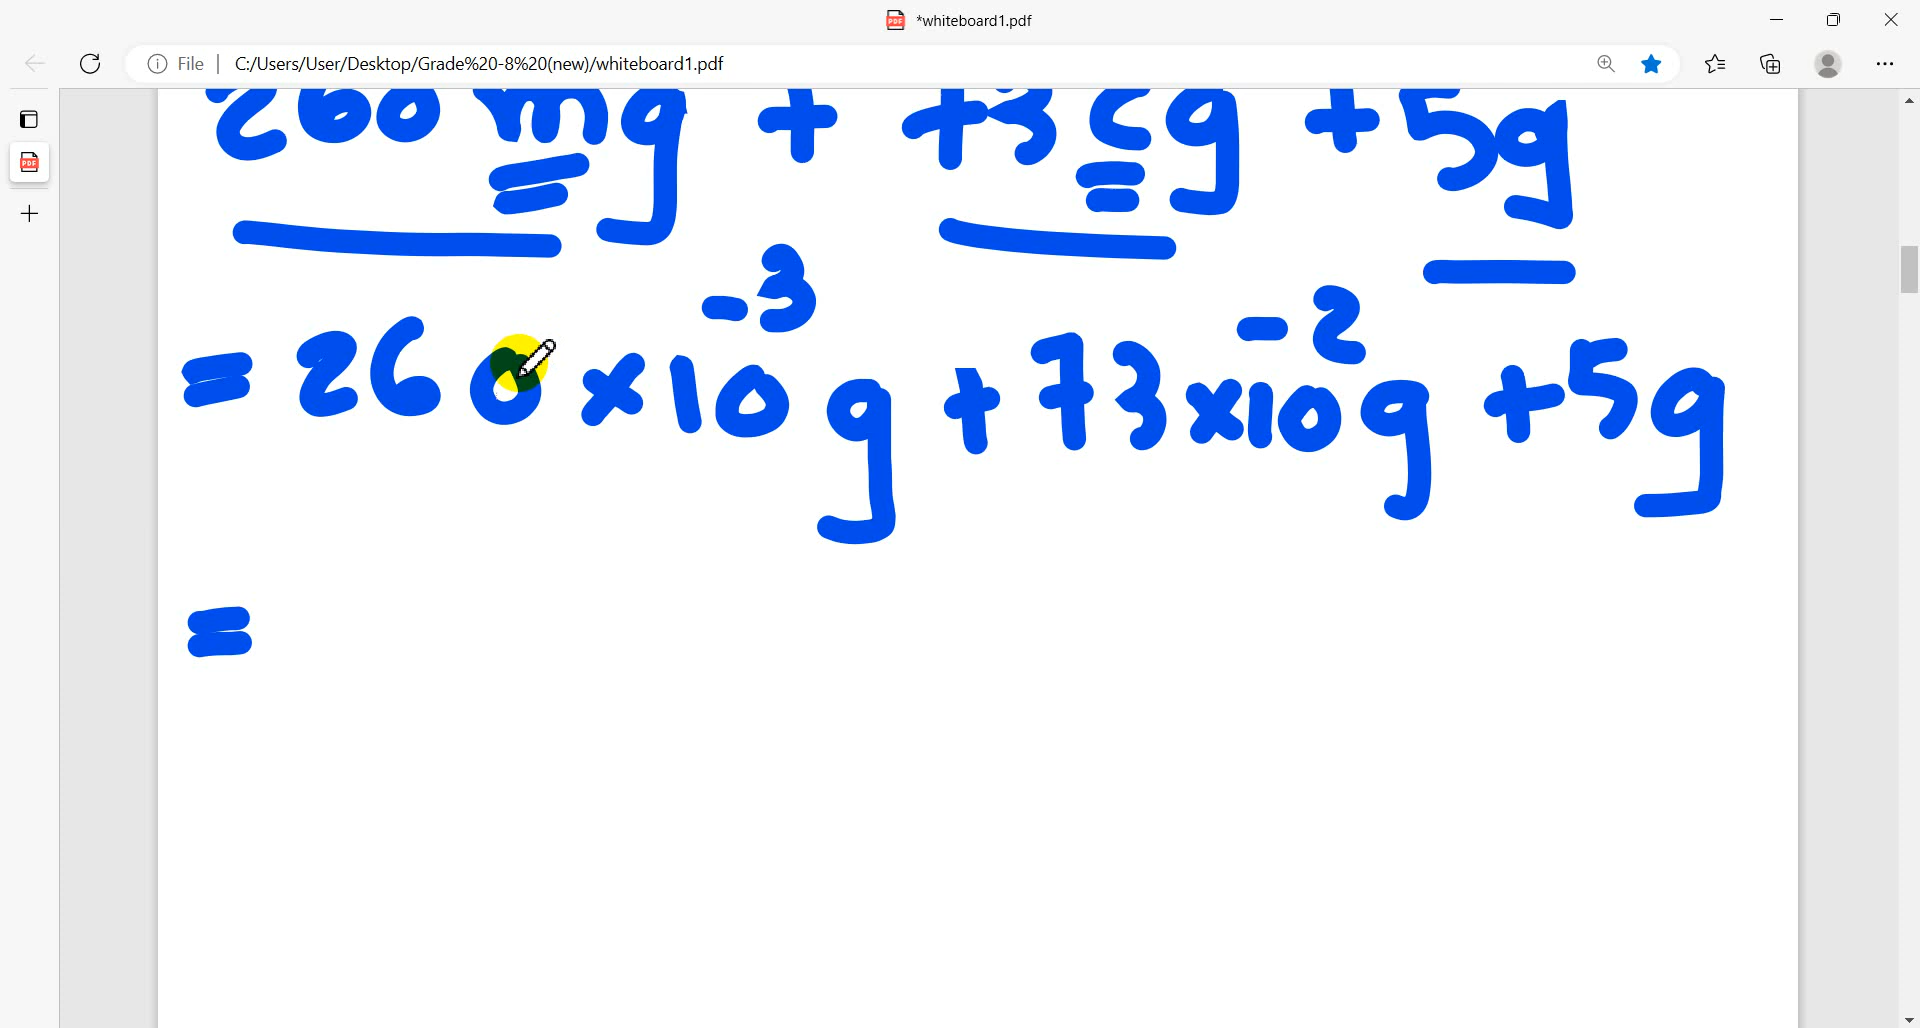 *whiteboard1.pdf
File | C:/Users/User/Desktop/Grade%20-8%20(new)/whiteboard1.pdf
260 mg + 73 cg + 5g
= 260 × 10⁻³ g + 73 × 10⁻² g + 5g
=